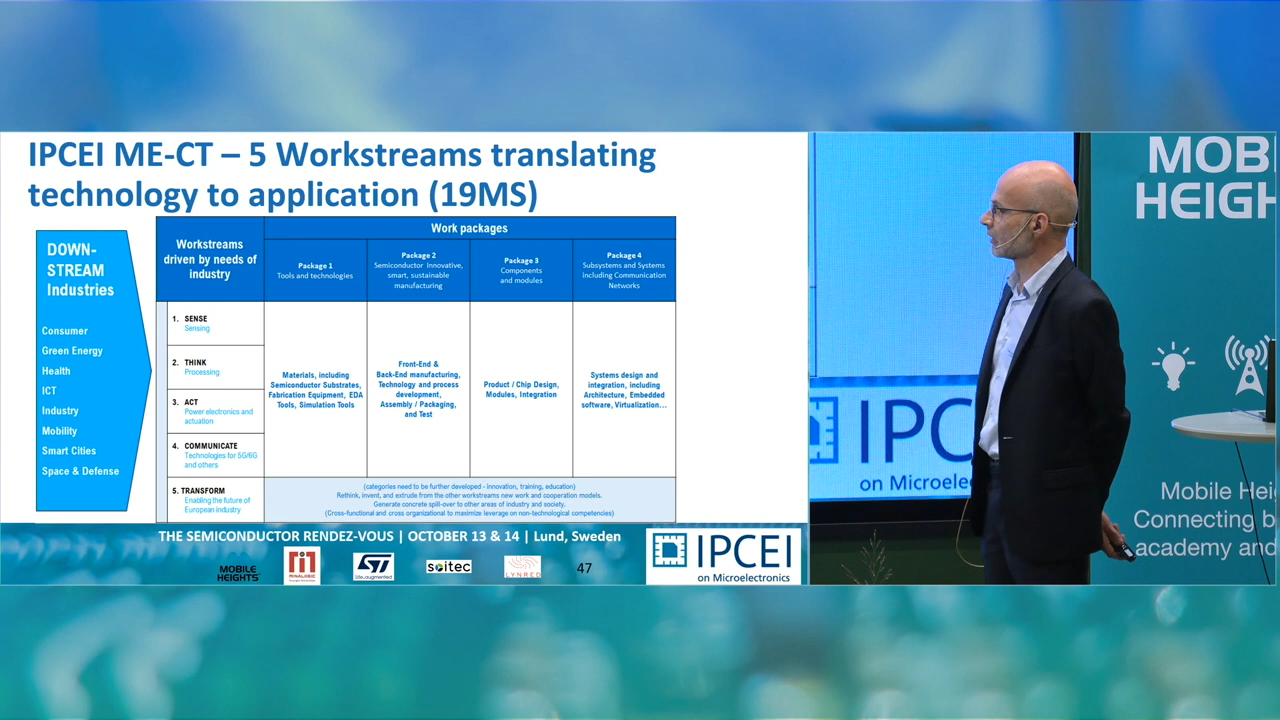 IPCEI ME-CT – 5 Workstreams translating
technology to application (19MS)
DOWN-
STREAM
Industries
Consumer
Green Energy
Health
ICT
Industry
Mobility
Smart Cities
Space & Defense
Workstreams
driven by needs of
industry
Work packages
Package 1
Tools and technologies
Package 2
Semiconductor Innovative,
smart, sustainable
manufacturing
Package 3
Components
and modules
Package 4
Subsystems and Systems
Including Communication
Networks
1. SENSE
Sensing
2. THINK
Processing
3. ACT
Power electronics and
actuation
4. COMMUNICATE
Technologies for 5G/6G
and others
Materials, including
Semiconductor Substrates,
Fabrication Equipment, EDA
Tools, Simulation Tools
Front-End &
Back-End manufacturing,
Technology and process
development,
Assembly / Packaging,
and Test
Product / Chip Design,
Modules, Integration
Systems design and
integration, including
Architecture, Embedded
software, Virtualization...
5. TRANSFORM
Enabling the future of
European industry
(categories need to be further developed - innovation, training, education)
Rethink, invent, and extrude from the other workstreams new work and cooperation models.
Generate concrete spill-over to other areas of industry and society.
(Cross-functional and cross organizational to maximize leverage on non-technological competencies)
THE SEMICONDUCTOR RENDEZ-VOUS | OCTOBER 13 & 14 | Lund, Sweden
MOBILE
HEIGHTS
MINALOGIC
ST
life.augmented
soitec
LYNRED
47
IPCEI
on Microelectronics
MOB
HEIGH
IPC
on Microelec
Mobile Hei
Connecting b
academy and